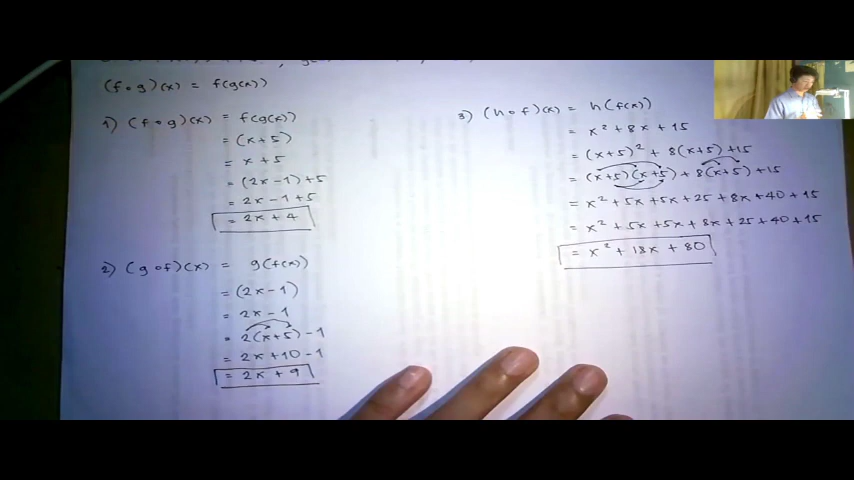 (f∘g)(x) = f(g(x))
1) (f∘g)(x) = f(g(x))
= (x+5)
= x+5
= (2x-1)+5
= 2x-1+5
= 2x+4
2) (g∘f)(x) = g(f(x))
= (2x-1)
= 2x-1
= 2(x+5)-1
= 2x+10-1
= 2x+9
3) (h∘f)(x) = h(f(x))
= x²+8x+15
= (x+5)²+8(x+5)+15
= (x+5)(x+5)+8(x+5)+15
= x²+5x+5x+25+8x+40+15
= x²+5x+5x+8x+25+40+15
= x²+18x+80